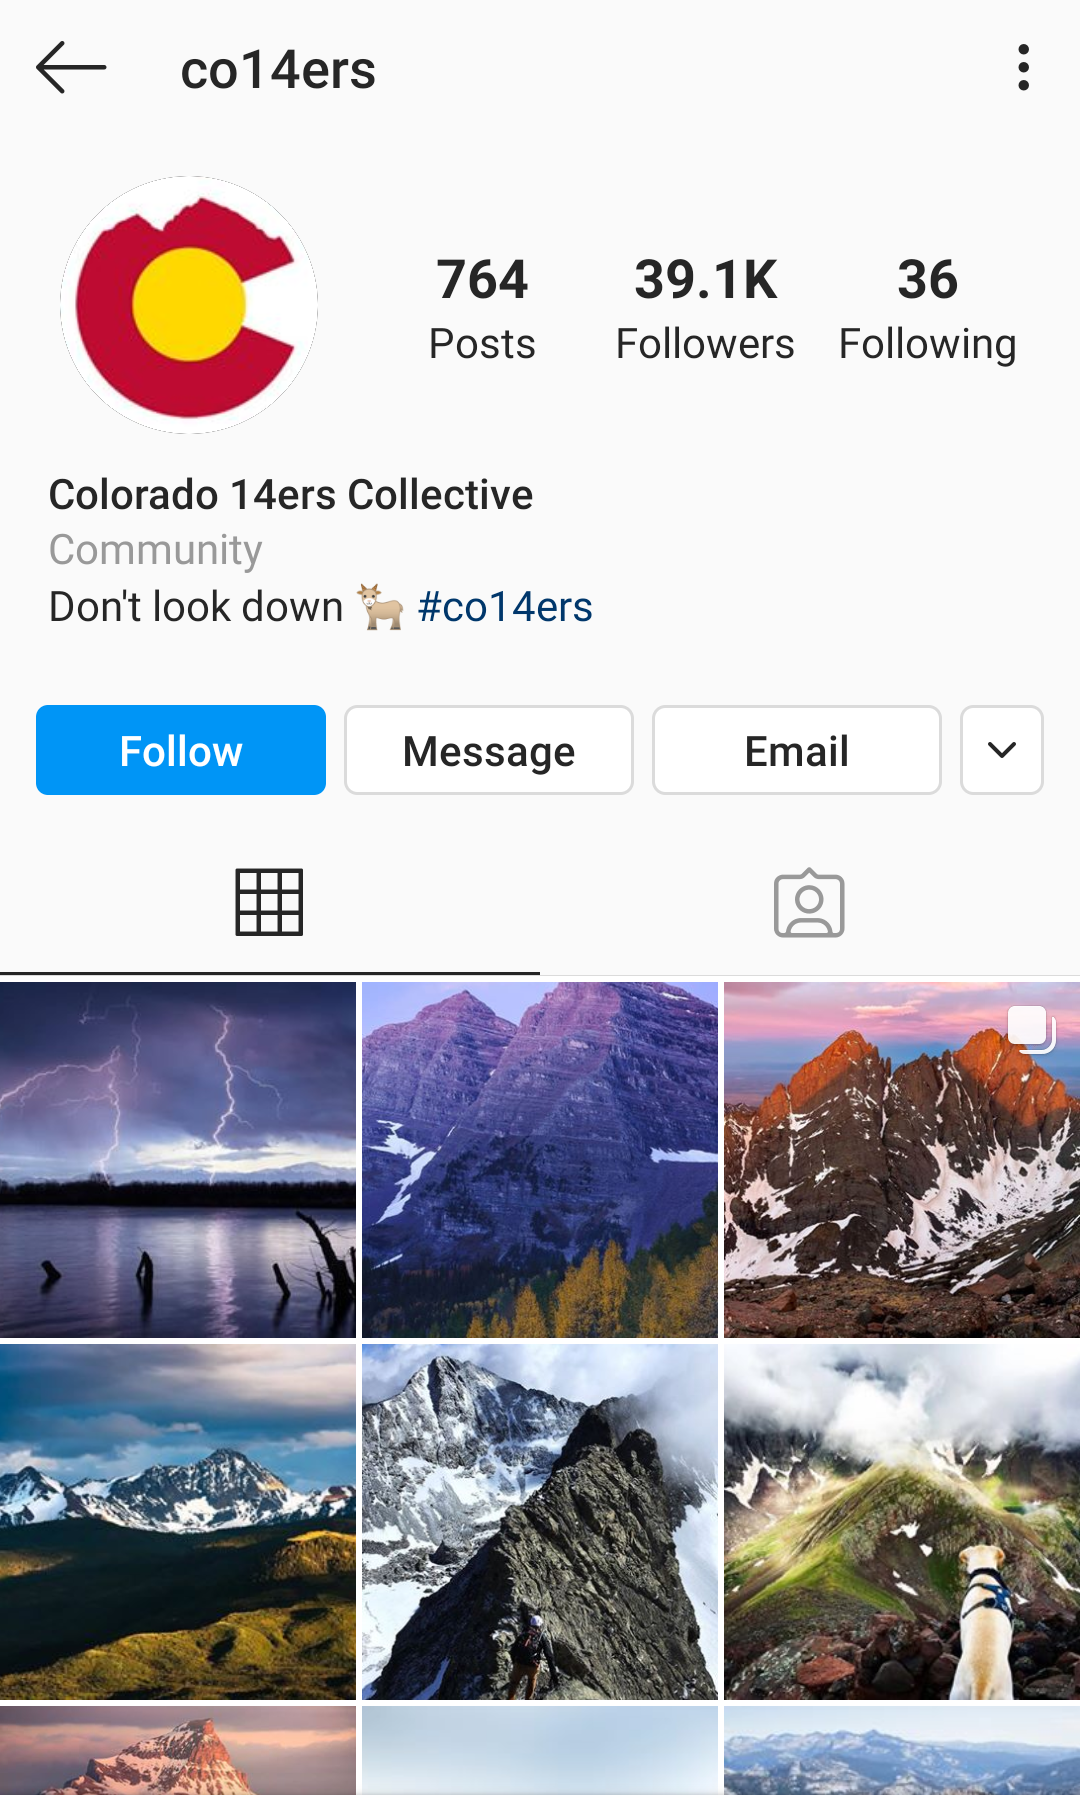 co14ers
764 39.1K 36
Posts Followers Following
Colorado 14ers Collective
Community
Don't look down 🐐 #co14ers
Follow Message Email